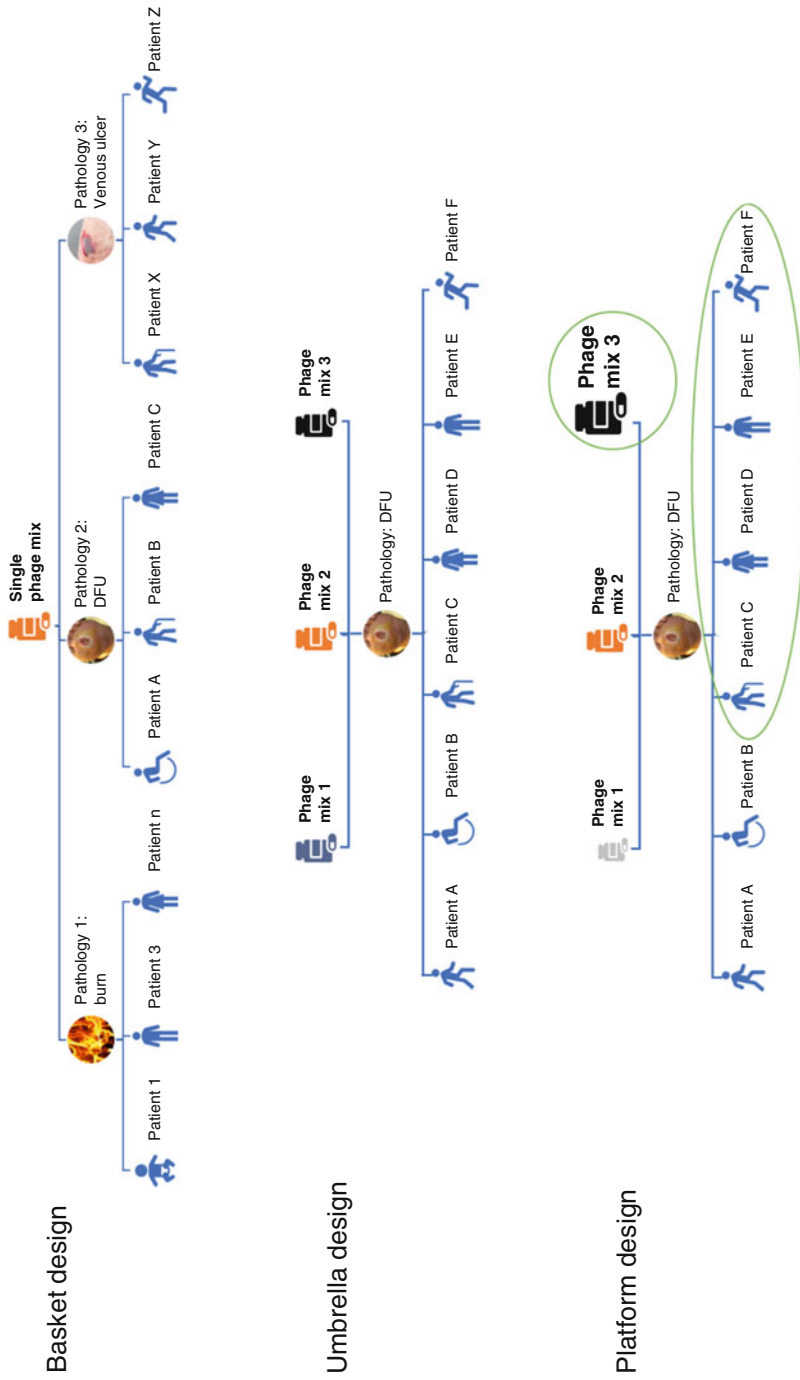 Basket design
Single
phage mix
Pathology 1:
burn
Pathology 2:
DFU
Pathology 3:
Venous ulcer
Patient 1
Patient 3
Patient n
Patient A
Patient B
Patient C
Patient X
Patient Y
Patient Z
Umbrella design
Phage
mix 1
Phage
mix 2
Phage
mix 3
Pathology: DFU
Patient A
Patient B
Patient C
Patient D
Patient E
Patient F
Platform design
Phage
mix 1
Phage
mix 2
Phage
mix 3
Pathology: DFU
Patient A
Patient B
Patient C
Patient D
Patient E
Patient F